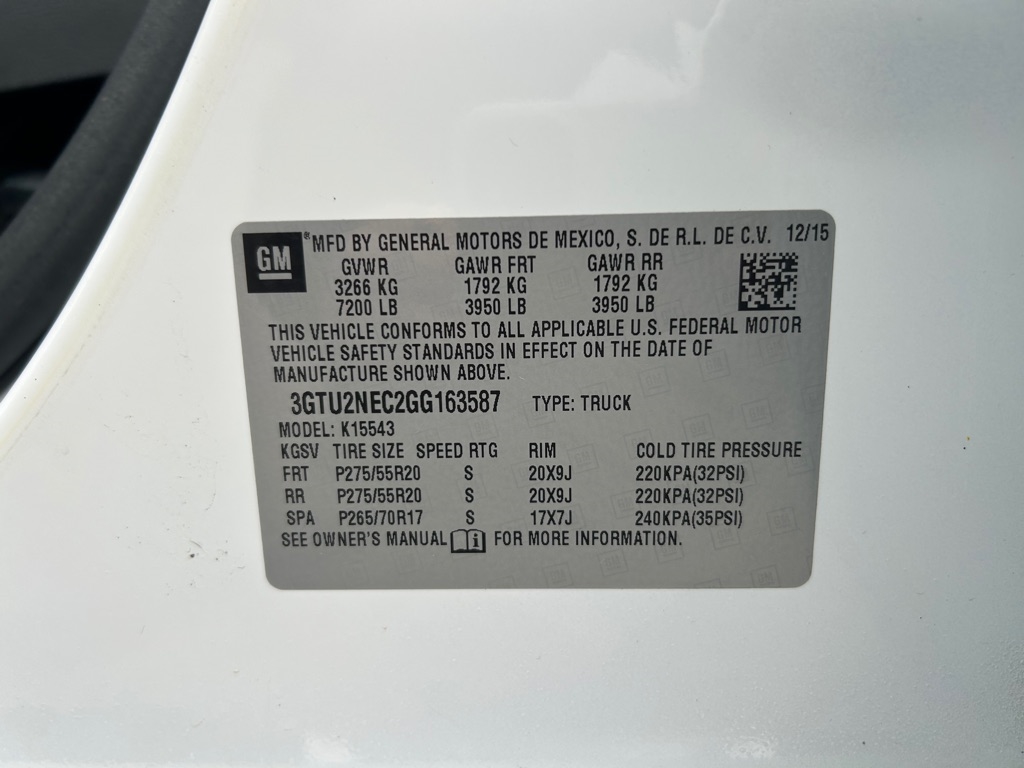 GM ® MFD BY GENERAL MOTORS DE MEXICO, S. DE R.L. DE C.V. 12/15
GVWR GAWR FRT GAWR RR
3266 KG 1792 KG 1792 KG
7200 LB 3950 LB 3950 LB
THIS VEHICLE CONFORMS TO ALL APPLICABLE U.S. FEDERAL MOTOR
VEHICLE SAFETY STANDARDS IN EFFECT ON THE DATE OF
MANUFACTURE SHOWN ABOVE.
3GTU2NEC2GG163587 TYPE: TRUCK
MODEL: K15543
KGSV TIRE SIZE SPEED RTG RIM COLD TIRE PRESSURE
FRT P275/55R20 S 20X9J 220KPA(32PSI)
RR P275/55R20 S 20X9J 220KPA(32PSI)
SPA P265/70R17 S 17X7J 240KPA(35PSI)
SEE OWNER'S MANUAL i FOR MORE INFORMATION.